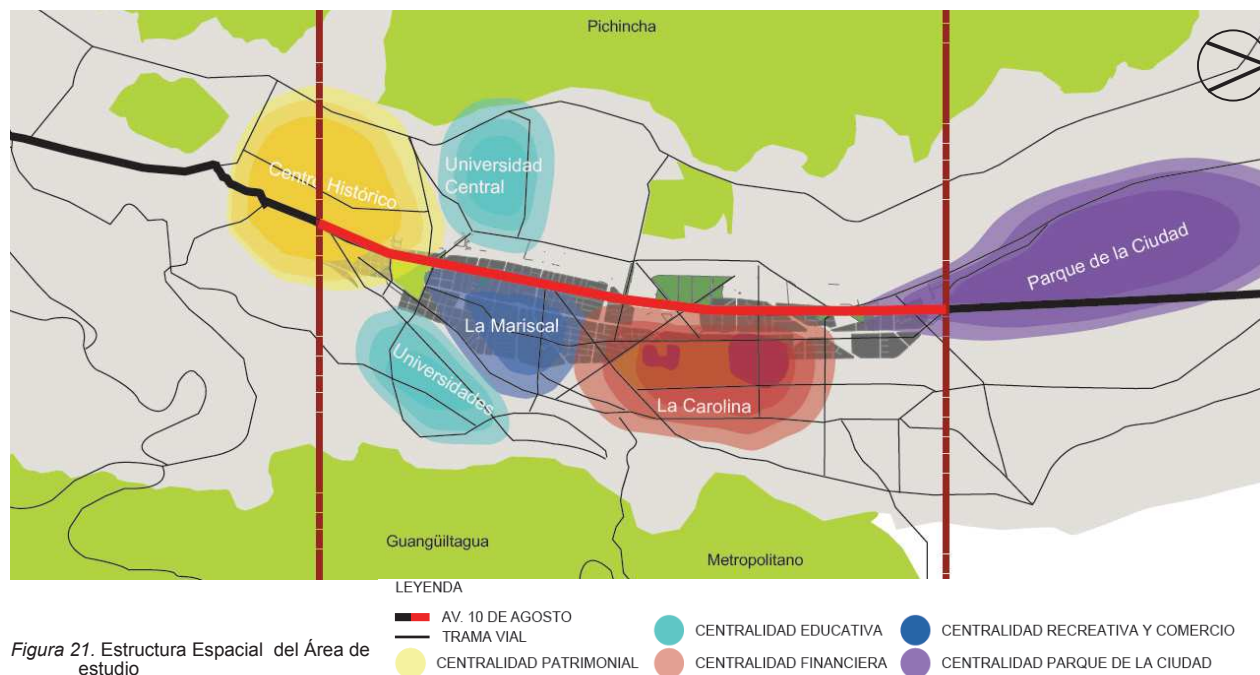 Pichincha
Universidad
Central
Centro Histórico
Parque de la Ciudad
La Mariscal
Universidades
La Carolina
Guangüiltagua
Metropolitano
LEYENDA
AV. 10 DE AGOSTO
TRAMA VIAL
CENTRALIDAD PATRIMONIAL
CENTRALIDAD EDUCATIVA
CENTRALIDAD FINANCIERA
CENTRALIDAD RECREATIVA Y COMERCIO
CENTRALIDAD PARQUE DE LA CIUDAD
Figura 21. Estructura Espacial del Área de
estudio